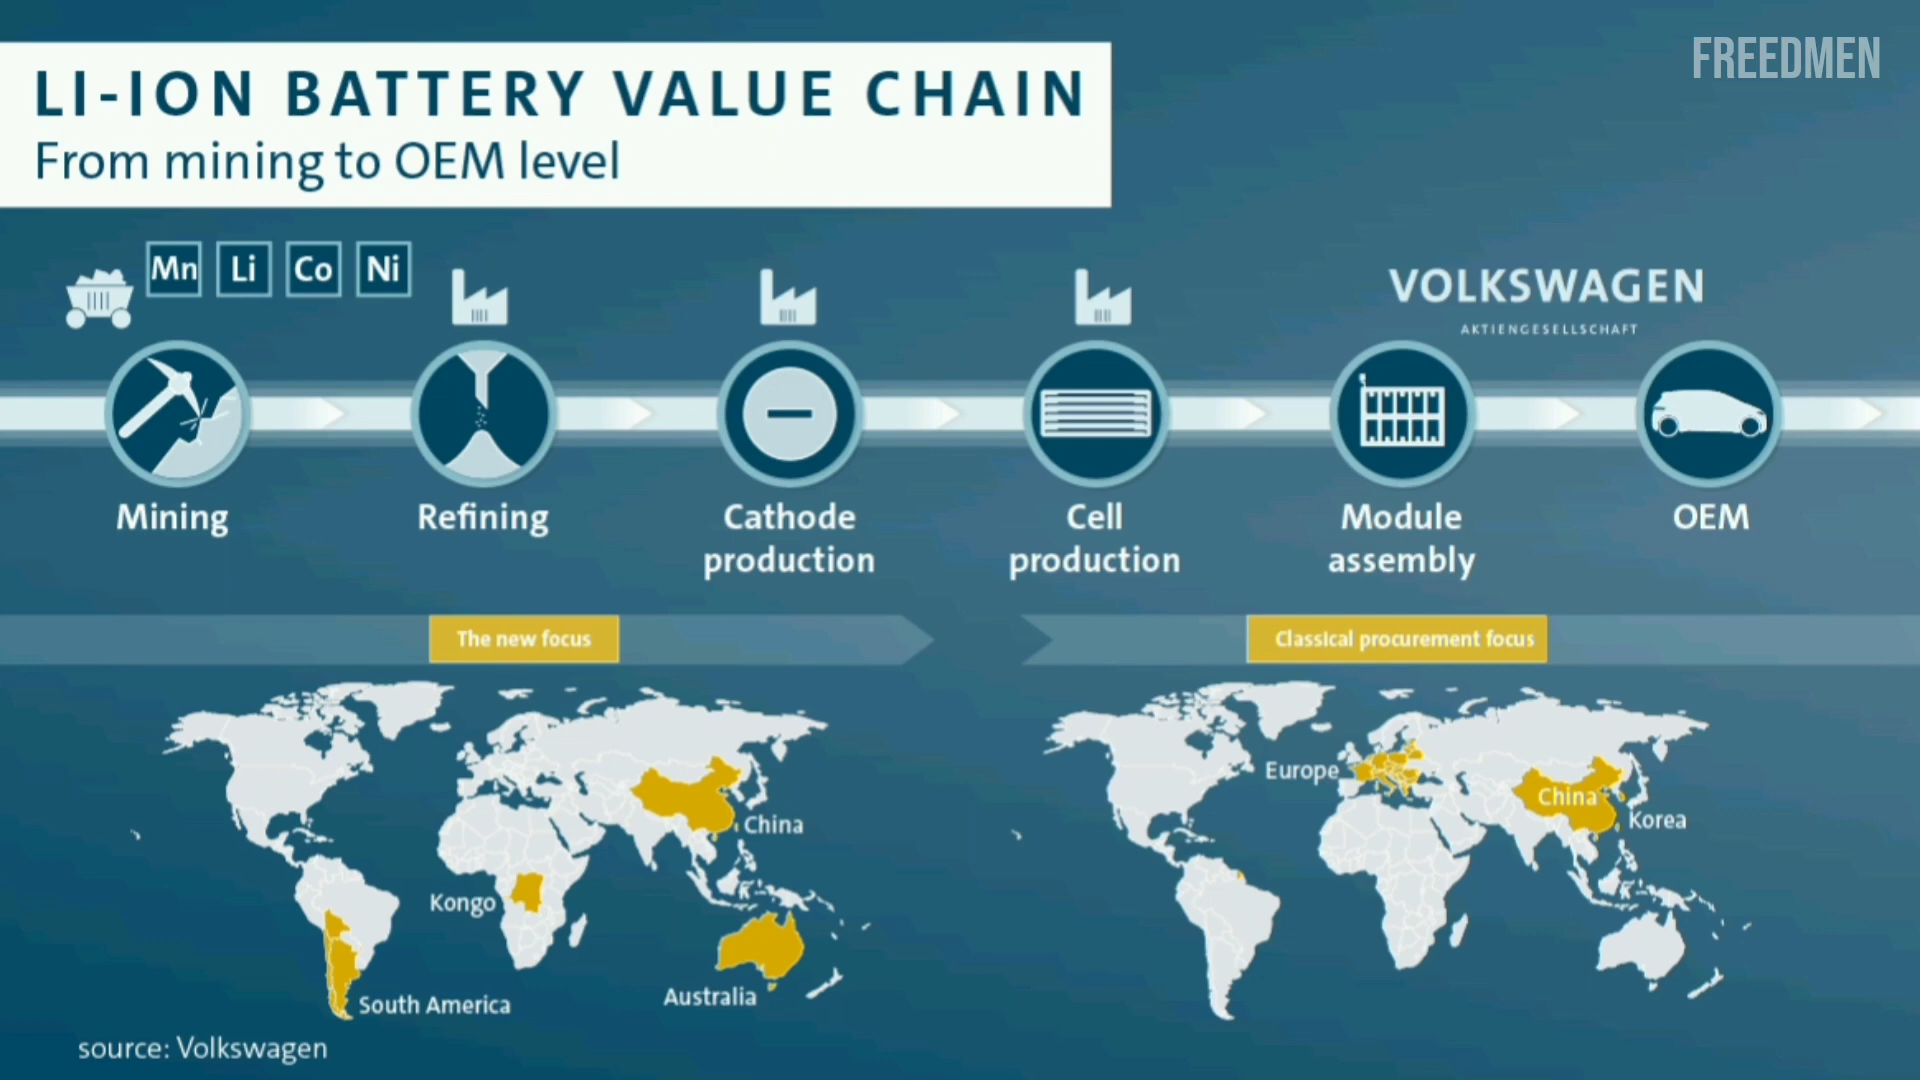 FREEDMEN
LI-ION BATTERY VALUE CHAIN
From mining to OEM level
Mn Li Co Ni
VOLKSWAGEN
AKTIENGESELLSCHAFT
Mining
Refining
Cathode
production
Cell
production
Module
assembly
OEM
The new focus
Classical procurement focus
China
Kongo
South America
Australia
Europe
China
Korea
source: Volkswagen